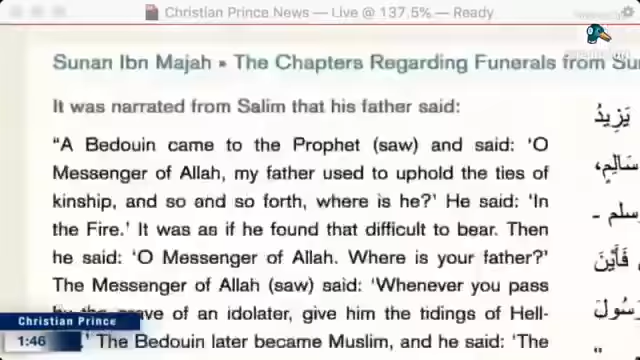 Christian Prince News — Live @ 137.5% — Ready
Sunan Ibn Majah » The Chapters Regarding Funerals from Sun
It was narrated from Salim that his father said:
"A Bedouin came to the Prophet (saw) and said: 'O
Messenger of Allah, my father used to uphold the ties of
kinship, and so and so forth, where is he?' He said: 'In
the Fire.' It was as if he found that difficult to bear. Then
he said: 'O Messenger of Allah. Where is your father?'
The Messenger of Allah (saw) said: 'Whenever you pass
by the grave of an idolater, give him the tidings of Hell-
' The Bedouin later became Muslim, and he said: 'The
يَزِيدُ
سَالِمٍ،
وسلم ـ
فَأَيْنَ
رَسُولَ
"
Christian Prince
1:46